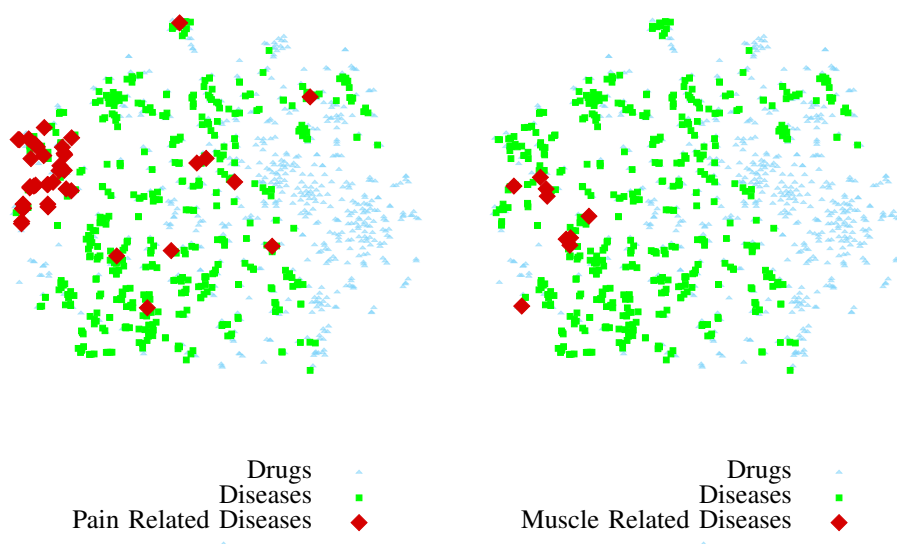 Drugs
Diseases
Pain Related Diseases
Drugs
Diseases
Muscle Related Diseases